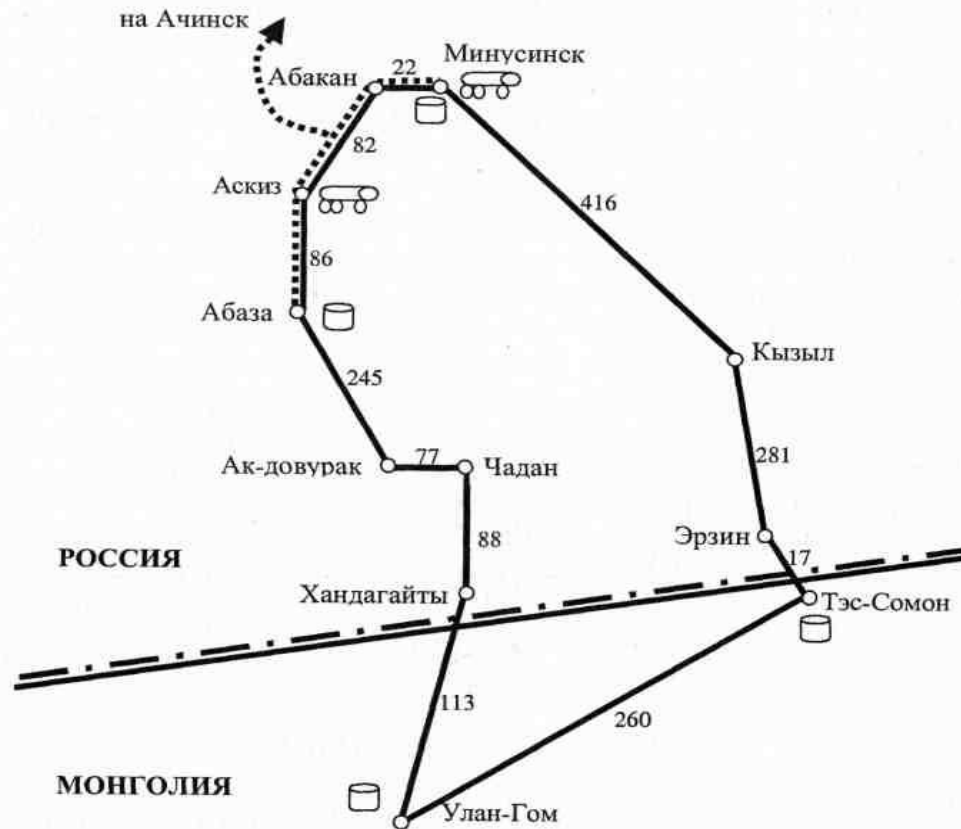 на Ачинск
Минусинск
Абакан
22
82
Аскиз
416
86
Абаза
Кызыл
245
Ак-довурак
77
Чадан
281
Эрзин
88
17
РОССИЯ
Хандагайты
Тэс-Сомон
113
260
МОНГОЛИЯ
Улан-Гом